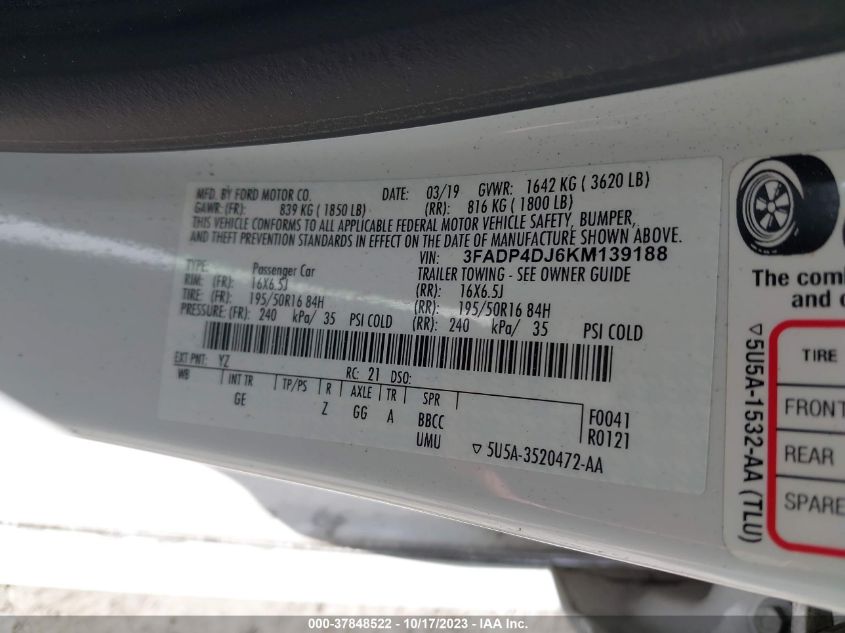 MFD. BY FORD MOTOR CO. DATE: 03/19 GVWR: 1642 KG ( 3620 LB)
GAWR: (FR): 839 KG ( 1850 LB) (RR): 816 KG ( 1800 LB)
THIS VEHICLE CONFORMS TO ALL APPLICABLE FEDERAL MOTOR VEHICLE SAFETY, BUMPER,
AND THEFT PREVENTION STANDARDS IN EFFECT ON THE DATE OF MANUFACTURE SHOWN ABOVE.
VIN: 3FADP4DJ6KM139188
TYPE: Passenger Car TRAILER TOWING - SEE OWNER GUIDE
RIM: (FR): 16X6.5J (RR): 16X6.5J
TIRE: (FR): 195/50R16 84H (RR): 195/50R16 84H
PRESSURE: (FR): 240 kPa/ 35 PSI COLD (RR): 240 kPa/ 35 PSI COLD
EXT PNT: YZ RC: 21 DSO:
WB INT TR TP/PS R AXLE TR SPR F0041
GE Z GG A BBCC R0121
UMU ▽ 5U5A-3520472-AA
The comb
and c
TIRE
FRONT
REAR
SPARE
▽5U5A-1532-AA (TLU)
000-37848522 - 10/17/2023 - IAAI.com